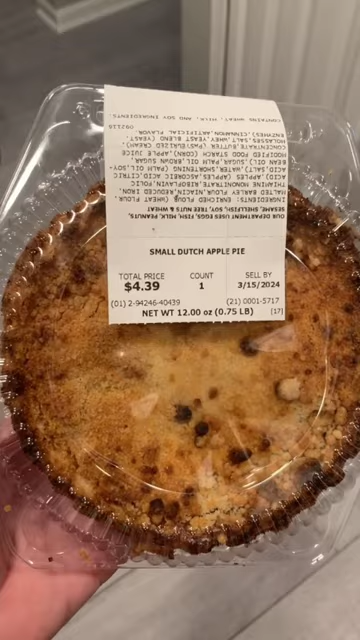 OUR DEPARTMENT USES EGGS, FISH, MILK, PEANUTS,
SESAME, SHELLFISH, SOY, TREE NUTS & WHEAT
INGREDIENTS: ENRICHED FLOUR (WHEAT FLOUR,
MALTED BARLEY FLOUR, NIACIN, REDUCED IRON,
THIAMINE MONONITRATE, RIBOFLAVIN, FOLIC
ACID), APPLES (APPLES, ASCORBIC ACID, CITRIC
ACID, SALT), WATER, SHORTENING (PALM OIL, SOY-
BEAN OIL), SUGAR, PALM OIL, BROWN SUGAR,
MODIFIED FOOD STARCH (CORN), APPLE JUICE
CONCENTRATE, BUTTER (PASTEURIZED CREAM),
MOLASSES, SALT, WHEY, YEAST BLEND (YEAST,
ENZYMES), CINNAMON, ARTIFICIAL FLAVOR.
092116
CONTAINS WHEAT, MILK, AND SOY INGREDIENTS.
SMALL DUTCH APPLE PIE
TOTAL PRICE COUNT SELL BY
$4.39 1 3/15/2024
(01) 2-94246-40439 (21) 0001-5717
NET WT 12.00 oz (0.75 LB) [17]